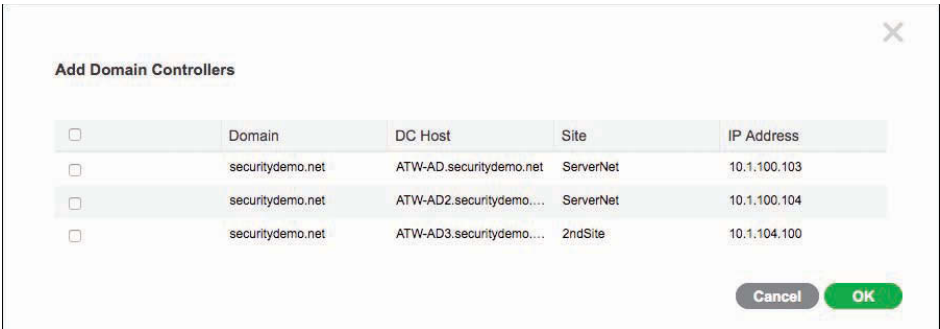 Add Domain Controllers
Domain DC Host Site IP Address
securitydemo.net ATW-AD.securitydemo.net ServerNet 10.1.100.103
securitydemo.net ATW-AD2.securitydemo.... ServerNet 10.1.100.104
securitydemo.net ATW-AD3.securitydemo.... 2ndSite 10.1.104.100
Cancel OK